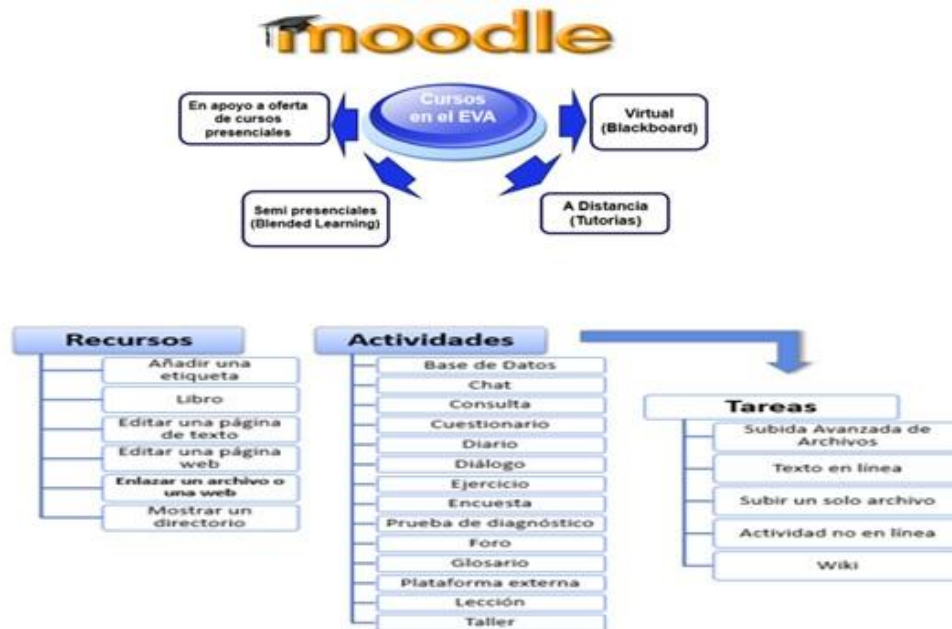 moodle
Cursos
en el EVA
En apoyo a oferta
de cursos
presenciales
Virtual
(Blackboard)
Semi presenciales
(Blended Learning)
A Distancia
(Tutorias)
Recursos
Añadir una
etiqueta
Libro
Editar una página
de texto
Editar una página
web
Enlazar un archivo o
una web
Mostrar un
directorio
Actividades
Base de Datos
Chat
Consulta
Cuestionario
Diario
Diálogo
Ejercicio
Encuesta
Prueba de diagnóstico
Foro
Glosario
Plataforma externa
Lección
Taller
Tareas
Subida Avanzada de
Archivos
Texto en línea
Subir un solo archivo
Actividad no en línea
Wiki